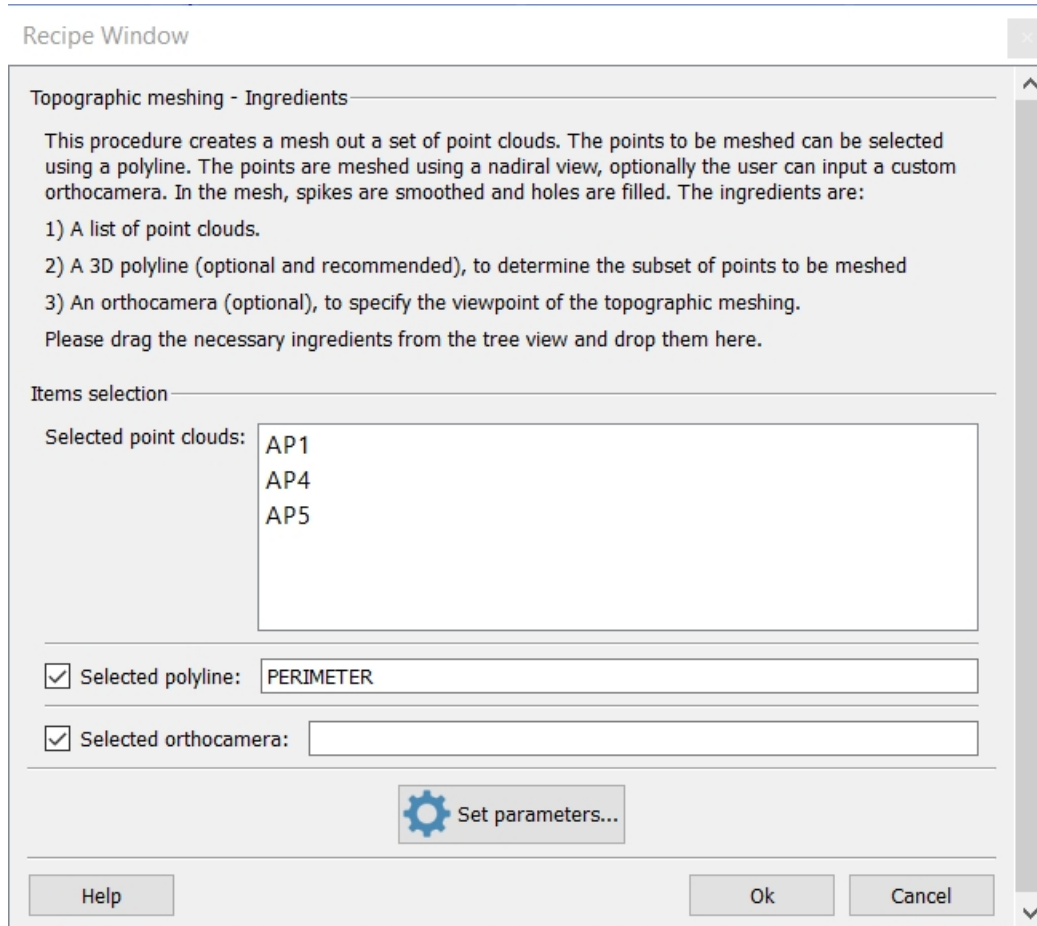 Recipe Window
Topographic meshing - Ingredients
This procedure creates a mesh out a set of point clouds. The points to be meshed can be selected
using a polyline. The points are meshed using a nadiral view, optionally the user can input a custom
orthocamera. In the mesh, spikes are smoothed and holes are filled. The ingredients are:
1) A list of point clouds.
2) A 3D polyline (optional and recommended), to determine the subset of points to be meshed
3) An orthocamera (optional), to specify the viewpoint of the topographic meshing.
Please drag the necessary ingredients from the tree view and drop them here.
Items selection
Selected point clouds:
AP1
AP4
AP5
Selected polyline: PERIMETER
Selected orthocamera:
Set parameters...
Help Ok Cancel